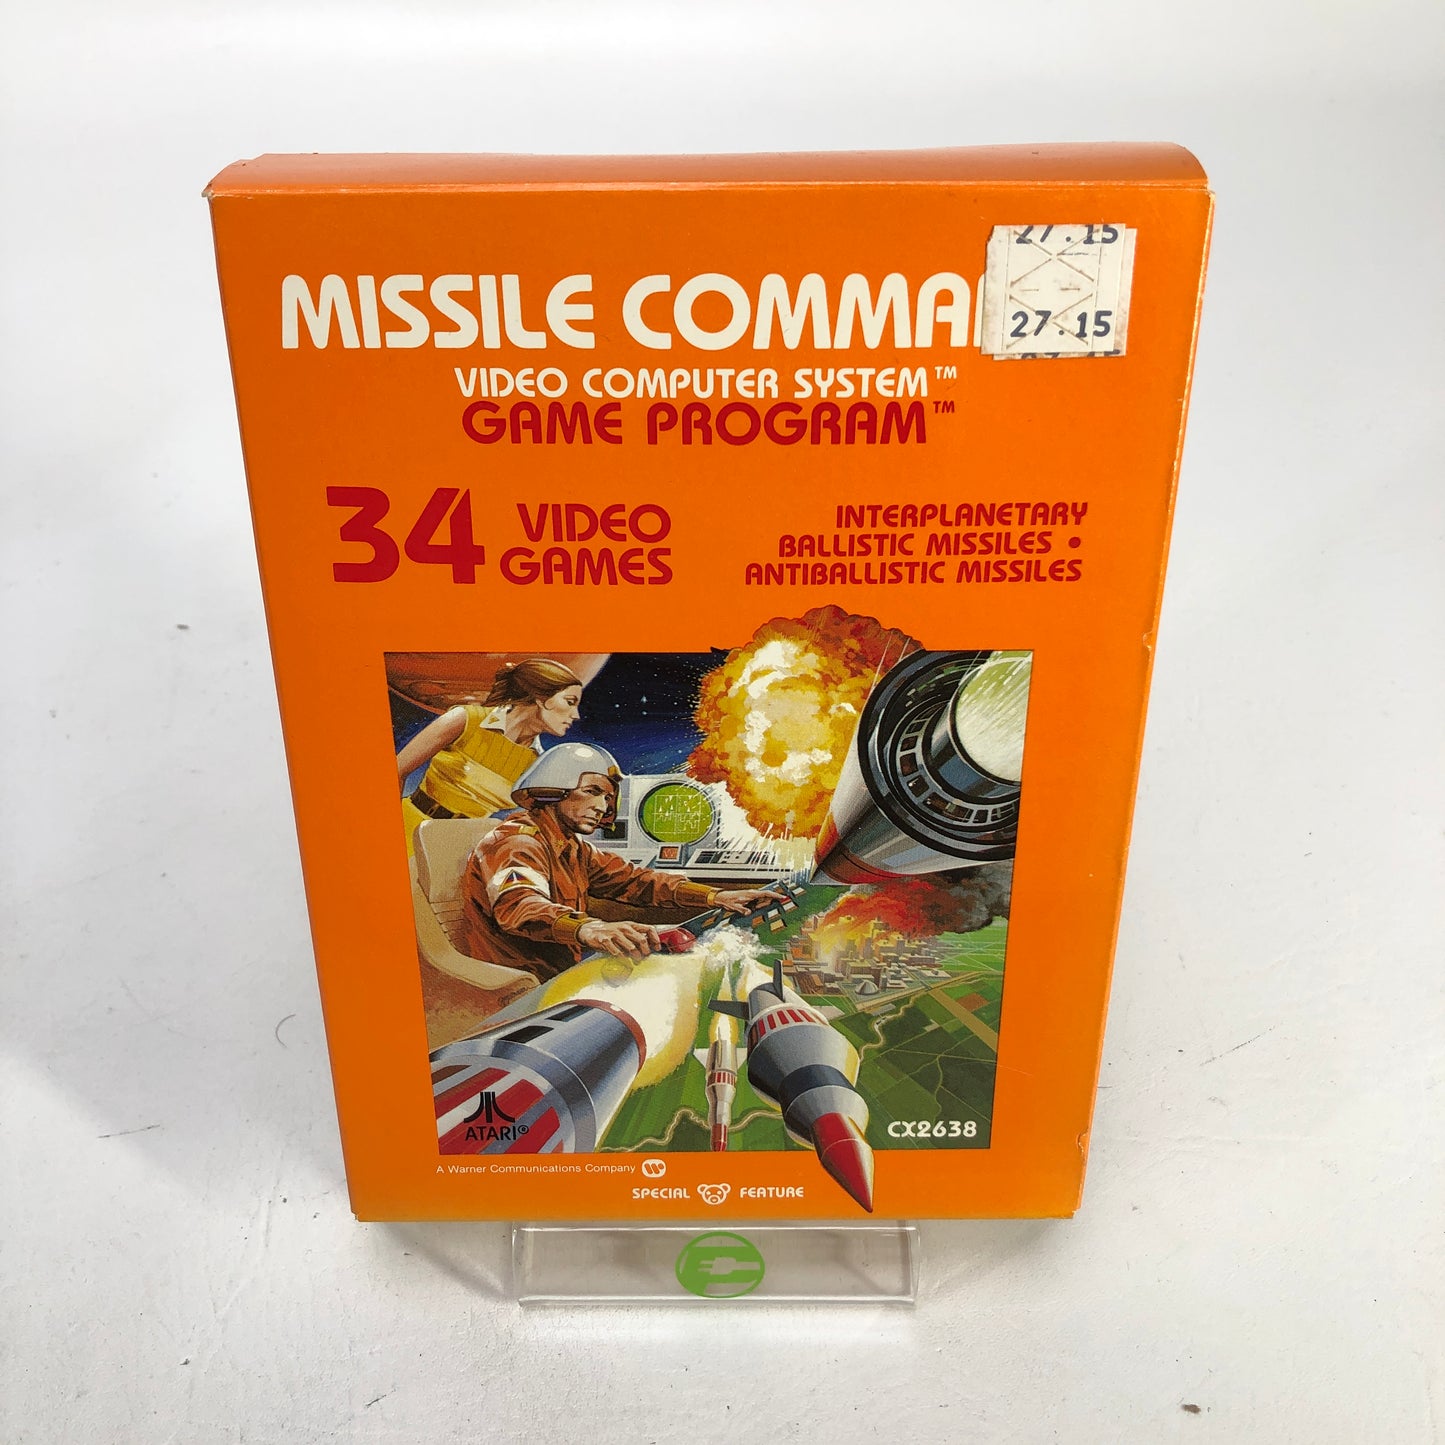 27.15
27.15
MISSILE COMMA
VIDEO COMPUTER SYSTEM™
GAME PROGRAM™
34 VIDEO GAMES
INTERPLANETARY
BALLISTIC MISSILES •
ANTIBALLISTIC MISSILES
ATARI®
CX2638
A Warner Communications Company
SPECIAL FEATURE